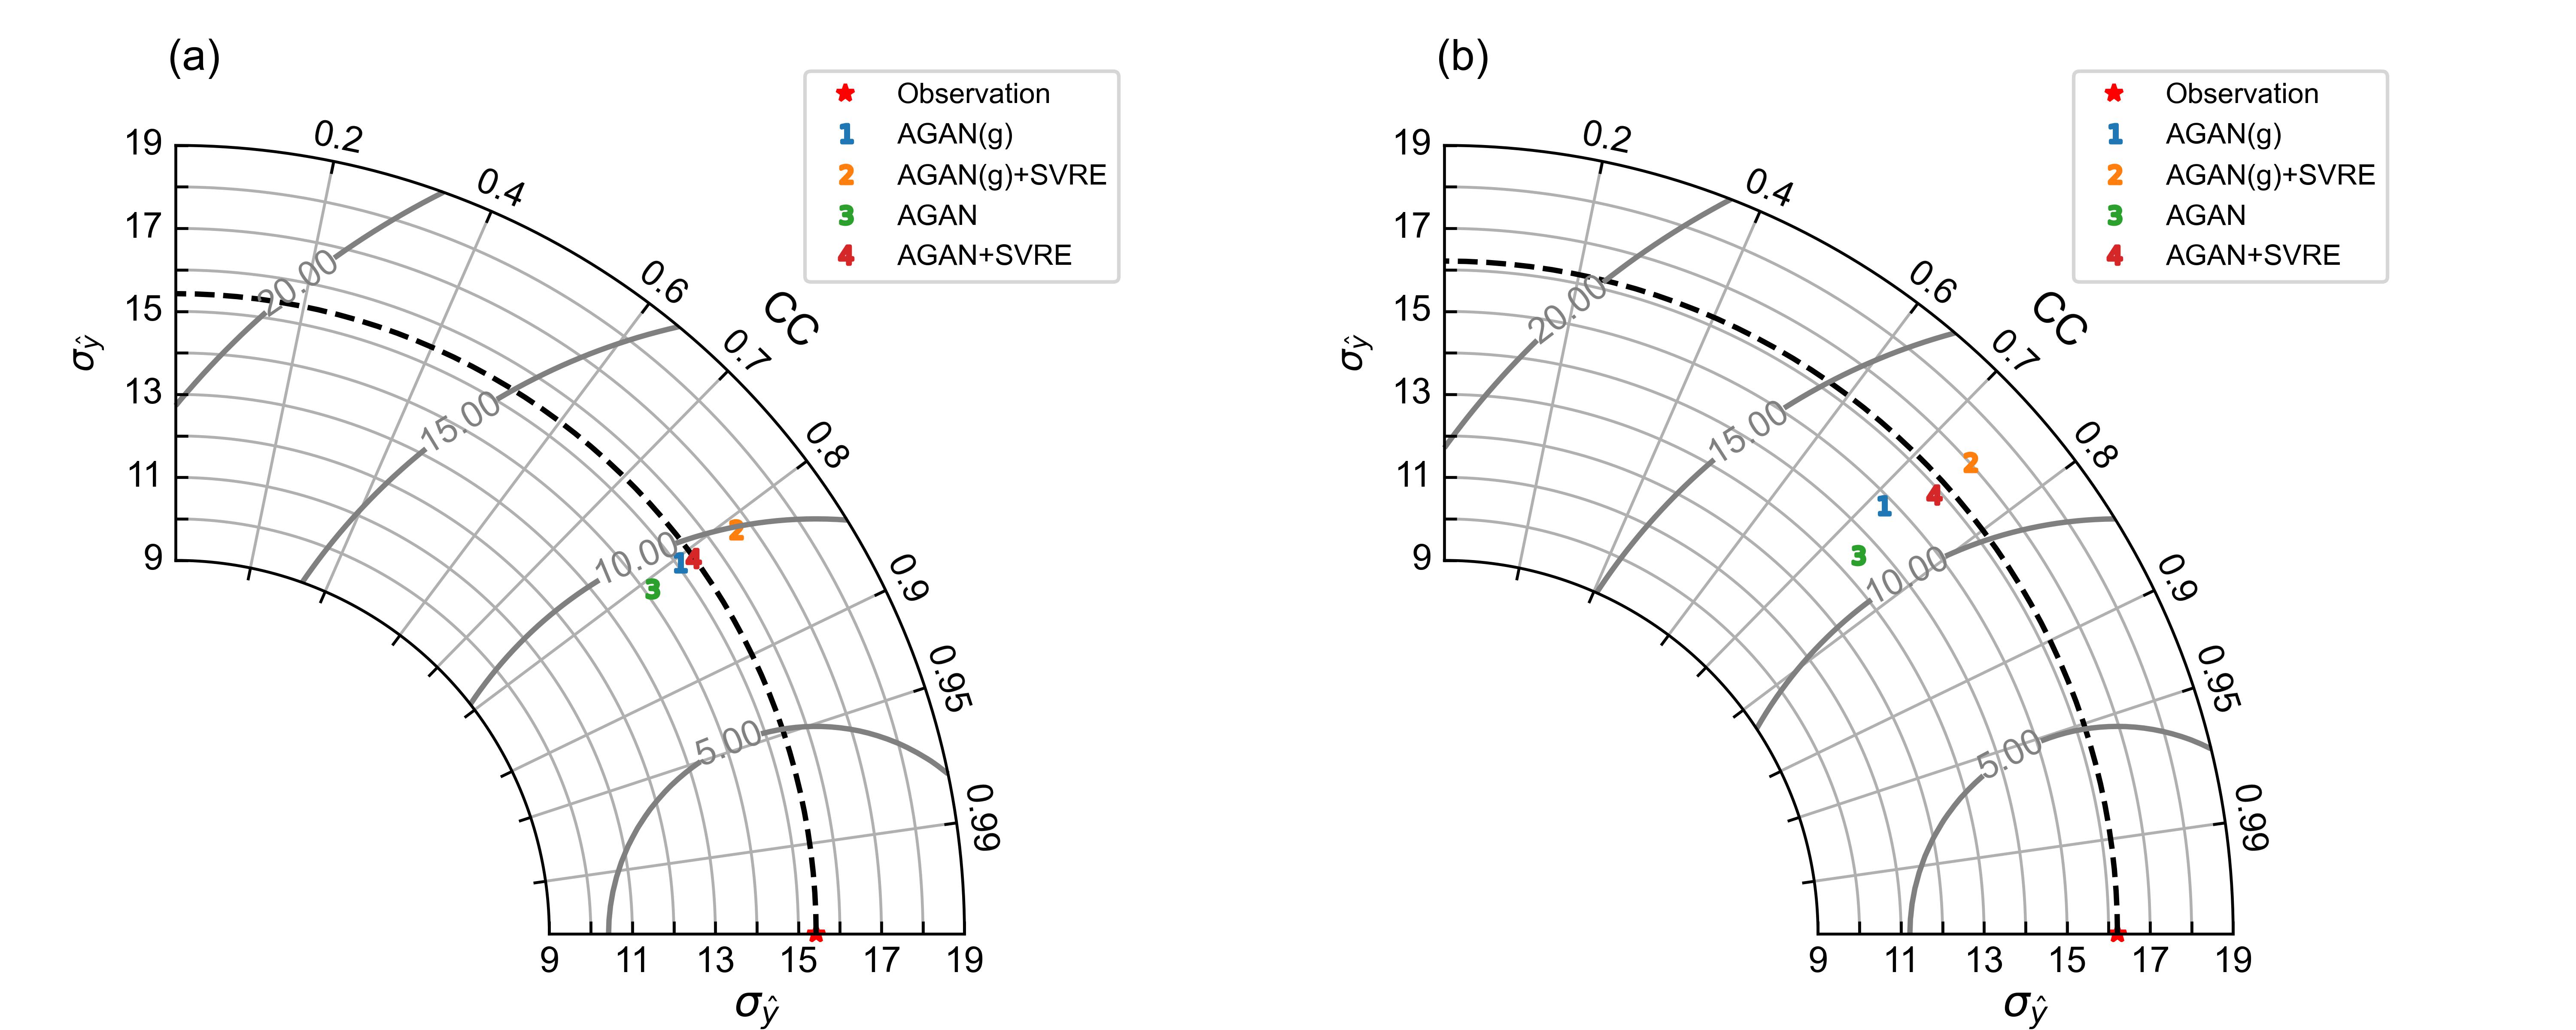 (a)
Observation
1 AGAN(g)
2 AGAN(g)+SVRE
3 AGAN
4 AGAN+SVRE
0.2
0.4
0.6
0.7
0.8
0.9
0.95
0.99
CC
19
17
15
13
11
9
σŷ
20.00
15.00
10.00
5.00
1
2
3
4
9 11 13 15 17 19
σŷ
(b)
Observation
1 AGAN(g)
2 AGAN(g)+SVRE
3 AGAN
4 AGAN+SVRE
0.2
0.4
0.6
0.7
0.8
0.9
0.95
0.99
CC
19
17
15
13
11
9
σŷ
20.00
15.00
10.00
5.00
1
2
3
4
9 11 13 15 17 19
σŷ